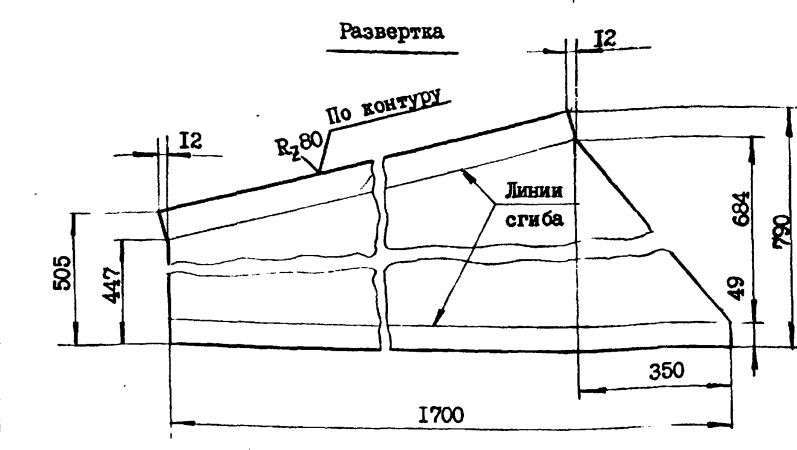 Развертка
I2
По контуру
Rz80
I2
Линии
сгиба
684
790
505
447
49
350
I700